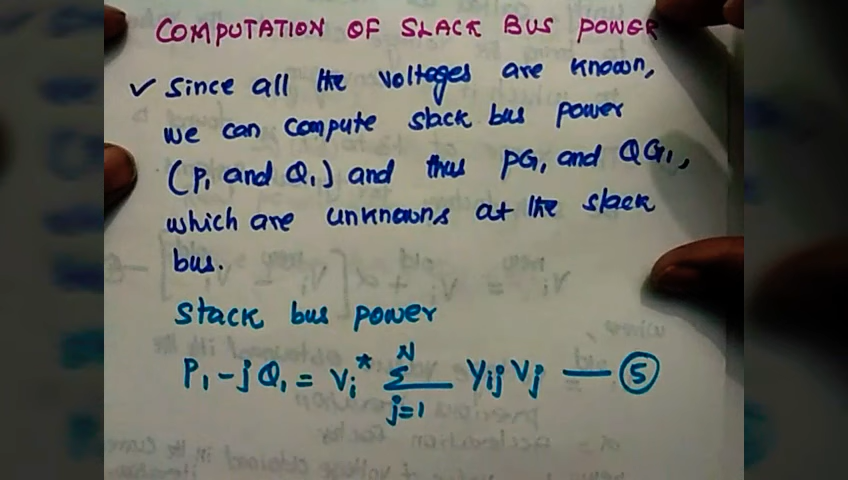 COMPUTATION OF SLACK BUS POWER
✓ Since all the voltages are known,
we can compute slack bus power
(P₁ and Q₁) and thus PG₁ and QG₁,
which are unknowns at the slack
bus.
Slack bus power
P₁ - jQ₁ = Vᵢ* Σ_{j=1}^{N} Yᵢⱼ Vⱼ — ⑤